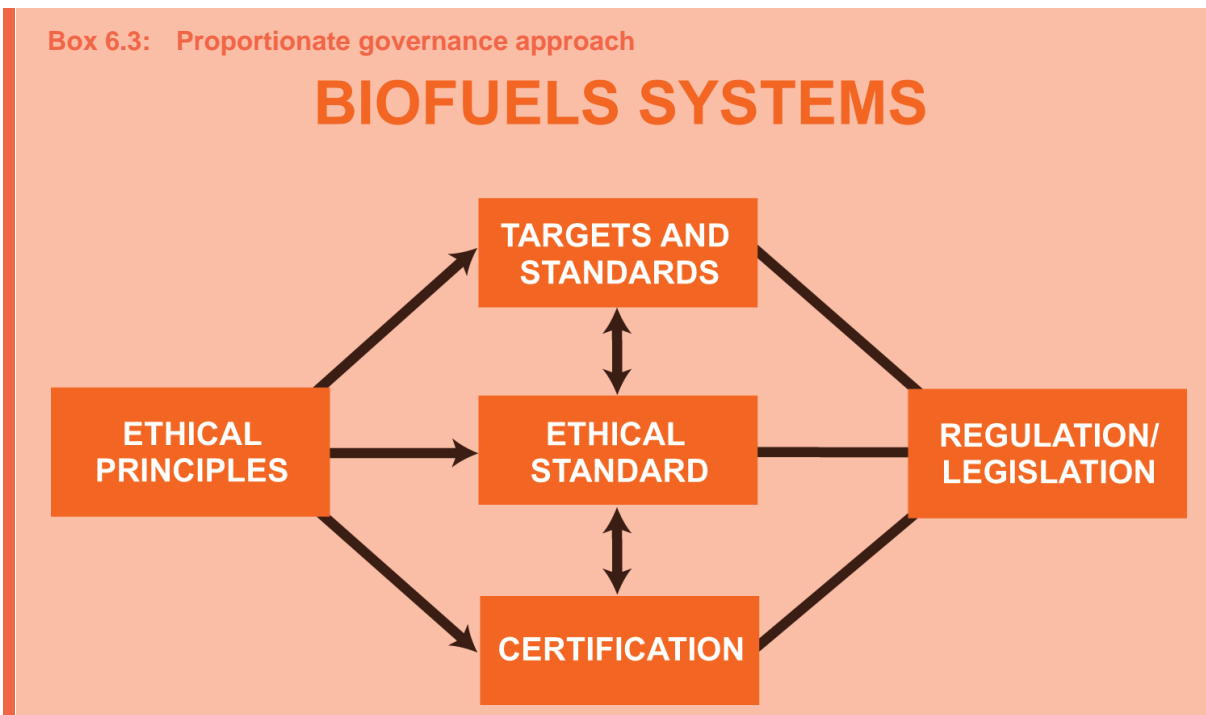 Box 6.3: Proportionate governance approach
BIOFUELS SYSTEMS
TARGETS AND
STANDARDS
ETHICAL
PRINCIPLES
ETHICAL
STANDARD
REGULATION/
LEGISLATION
CERTIFICATION